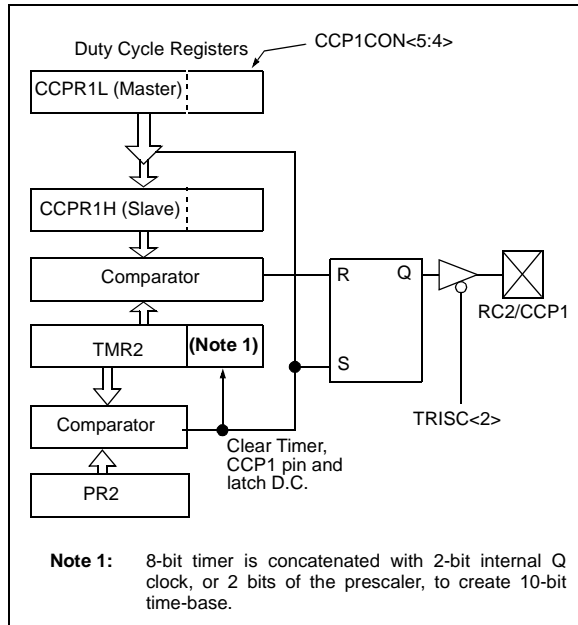 Duty Cycle Registers
CCP1CON<5:4>
CCPR1L (Master)
CCPR1H (Slave)
Comparator
R
Q
RC2/CCP1
TMR2
(Note 1)
S
TRISC<2>
Comparator
Clear Timer,
CCP1 pin and
latch D.C.
PR2
Note 1: 8-bit timer is concatenated with 2-bit internal Q
clock, or 2 bits of the prescaler, to create 10-bit
time-base.